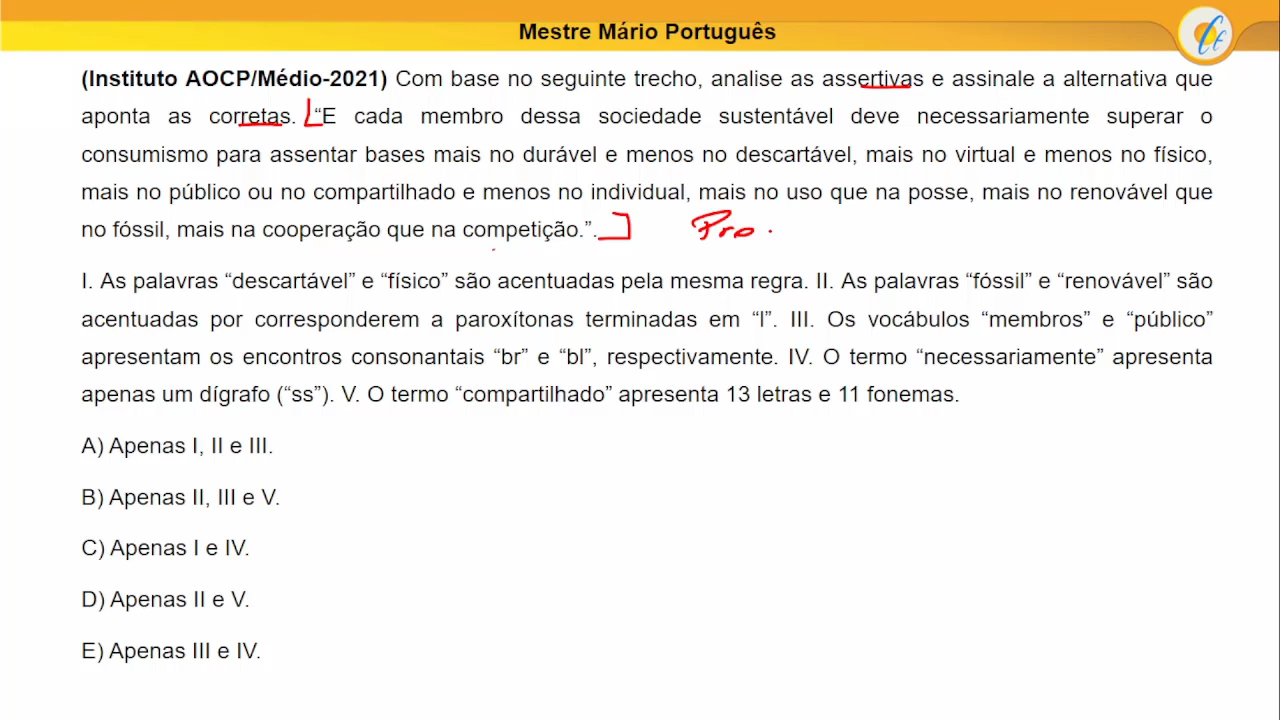 Mestre Mário Português
(Instituto AOCP/Médio-2021) Com base no seguinte trecho, analise as assertivas e assinale a alternativa que
aponta as corretas. “E cada membro dessa sociedade sustentável deve necessariamente superar o
consumismo para assentar bases mais no durável e menos no descartável, mais no virtual e menos no físico,
mais no público ou no compartilhado e menos no individual, mais no uso que na posse, mais no renovável que
no fóssil, mais na cooperação que na competição.”.
Pro.
I. As palavras “descartável” e “físico” são acentuadas pela mesma regra. II. As palavras “fóssil” e “renovável” são
acentuadas por corresponderem a paroxítonas terminadas em “l”. III. Os vocábulos “membros” e “público”
apresentam os encontros consonantais “br” e “bl”, respectivamente. IV. O termo “necessariamente” apresenta
apenas um dígrafo (“ss”). V. O termo “compartilhado” apresenta 13 letras e 11 fonemas.
A) Apenas I, II e III.
B) Apenas II, III e V.
C) Apenas I e IV.
D) Apenas II e V.
E) Apenas III e IV.